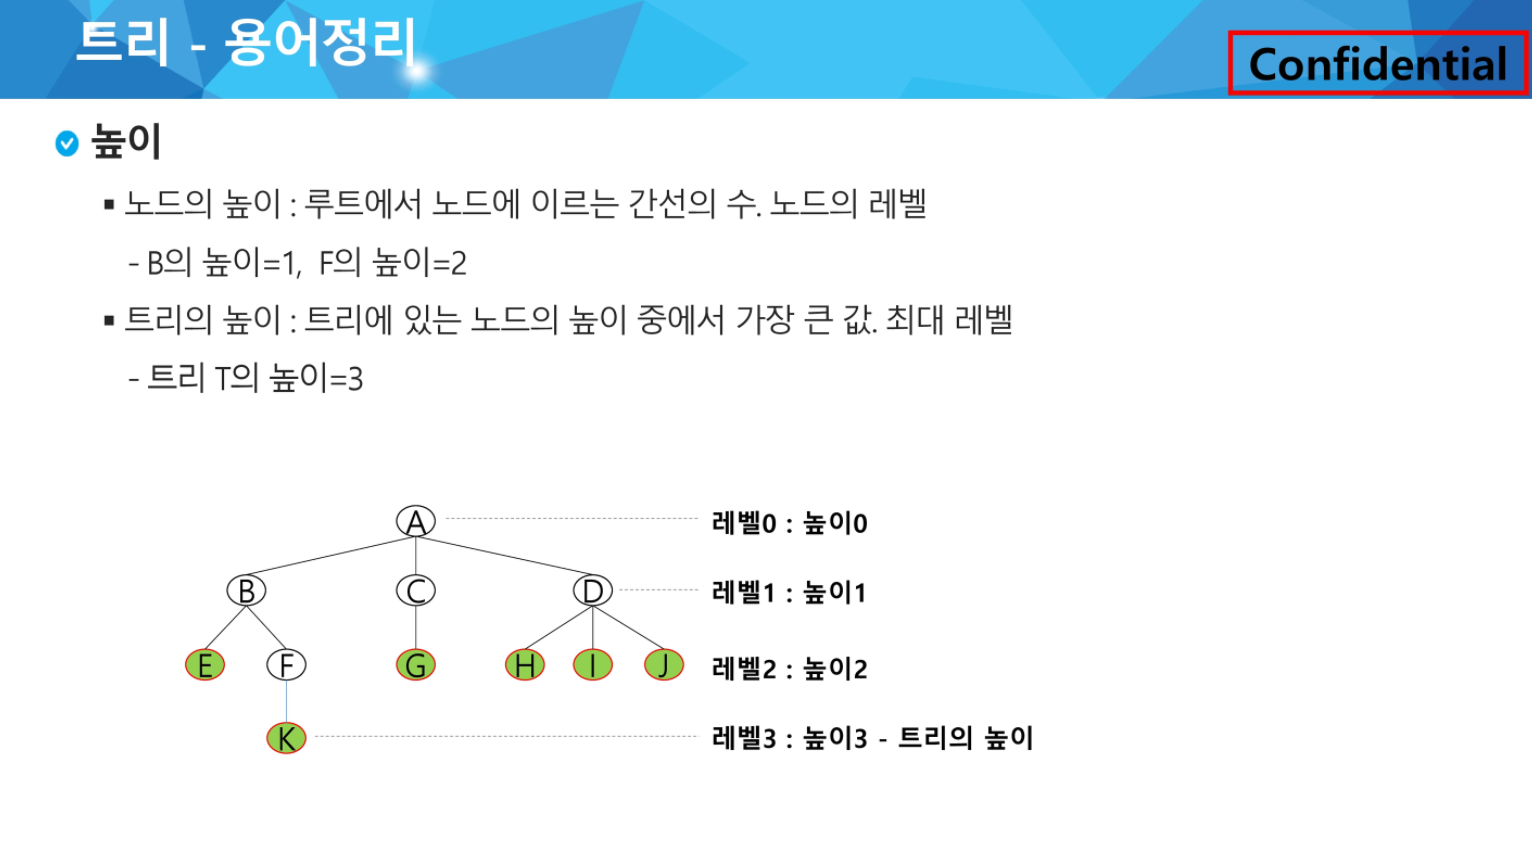 트리 - 용어정리
Confidential
높이
▪ 노드의 높이 : 루트에서 노드에 이르는 간선의 수. 노드의 레벨
- B의 높이=1, F의 높이=2
▪ 트리의 높이 : 트리에 있는 노드의 높이 중에서 가장 큰 값. 최대 레벨
- 트리 T의 높이=3
A 레벨0 : 높이0
B C D 레벨1 : 높이1
E F G H I J 레벨2 : 높이2
K 레벨3 : 높이3 - 트리의 높이